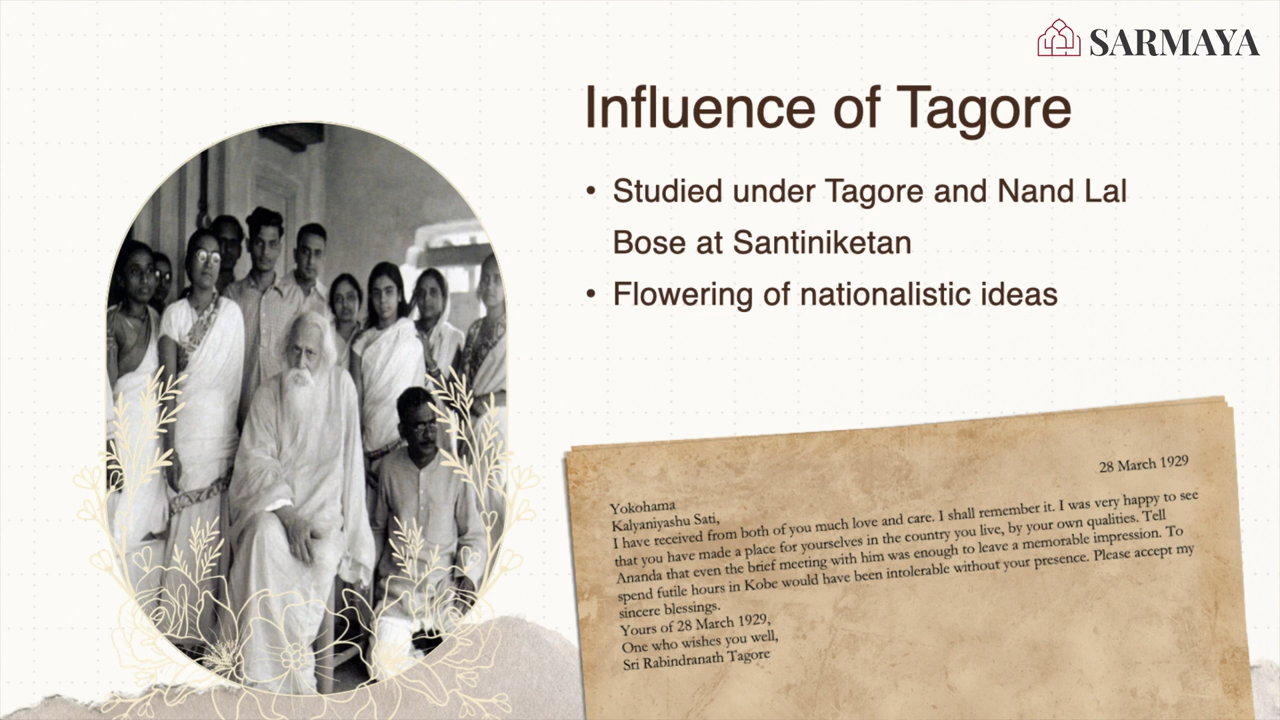 SARMAYA
Influence of Tagore
• Studied under Tagore and Nand Lal
Bose at Santiniketan
• Flowering of nationalistic ideas
28 March 1929
Yokohama
Kalyaniyashu Sati,
I have received from both of you much love and care. I shall remember it. I was very happy to see
that you have made a place for yourselves in the country you live, by your own qualities. Tell
Ananda that even the brief meeting with him was enough to leave a memorable impression. To
spend futile hours in Kobe would have been intolerable without your presence. Please accept my
sincere blessings.
Yours of 28 March 1929,
One who wishes you well,
Sri Rabindranath Tagore